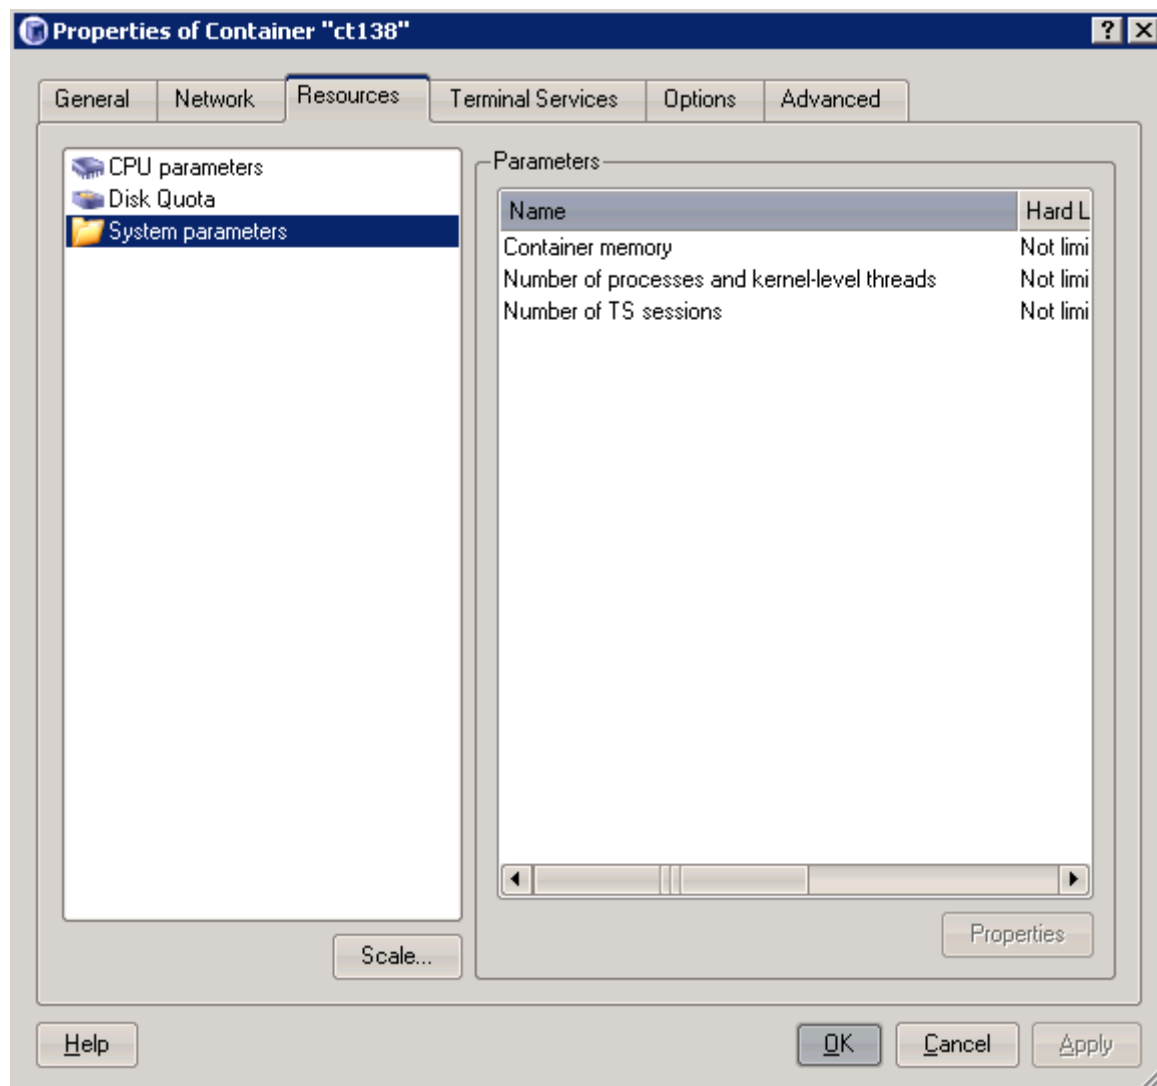 Properties of Container "ct138"
General Network Resources Terminal Services Options Advanced
CPU parameters
Disk Quota
System parameters
Parameters
Name Hard L
Container memory Not limi
Number of processes and kernel-level threads Not limi
Number of TS sessions Not limi
Properties
Scale...
Help OK Cancel Apply